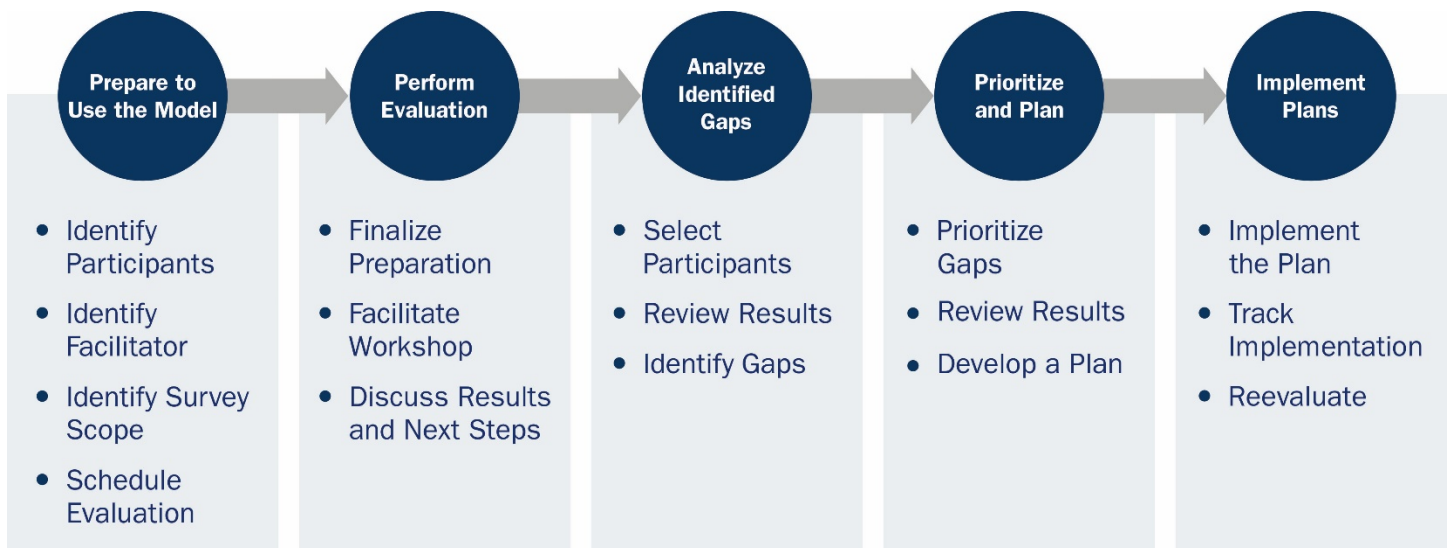 Prepare to
Use the Model
Perform
Evaluation
Analyze
Identified
Gaps
Prioritize
and Plan
Implement
Plans
• Identify
Participants
• Identify
Facilitator
• Identify Survey
Scope
• Schedule
Evaluation
• Finalize
Preparation
• Facilitate
Workshop
• Discuss Results
and Next Steps
• Select
Participants
• Review Results
• Identify Gaps
• Prioritize
Gaps
• Review Results
• Develop a Plan
• Implement
the Plan
• Track
Implementation
• Reevaluate